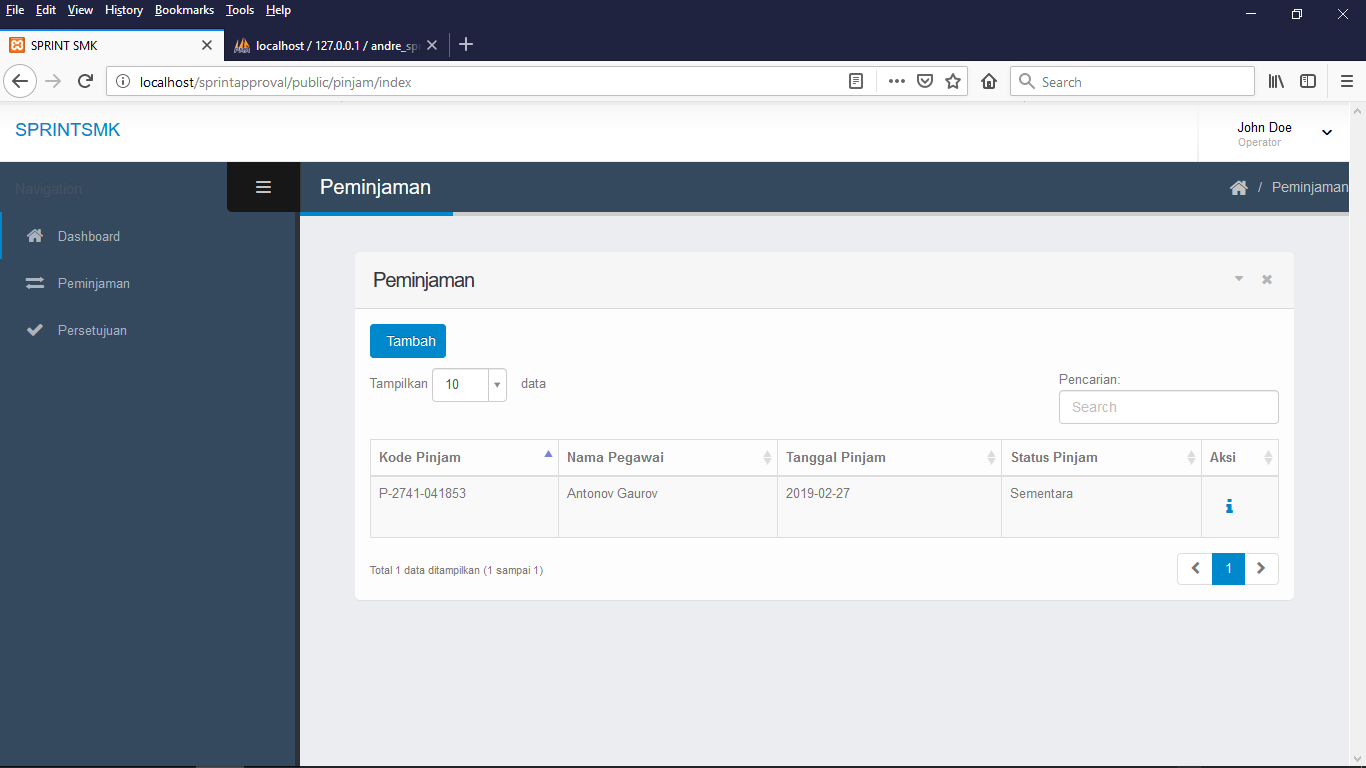 File Edit View History Bookmarks Tools Help
SPRINT SMK
localhost / 127.0.0.1 / andre_sp
localhost/sprintapproval/public/pinjam/index
Search
SPRINTSMK
John Doe
Operator
Navigation
Peminjaman
/ Peminjaman
Dashboard
Peminjaman
Persetujuan
Peminjaman
Tambah
Tampilkan 10 data
Pencarian:
Search
Kode Pinjam Nama Pegawai Tanggal Pinjam Status Pinjam Aksi
P-2741-041853 Antonov Gaurov 2019-02-27 Sementara
Total 1 data ditampilkan (1 sampai 1)
1